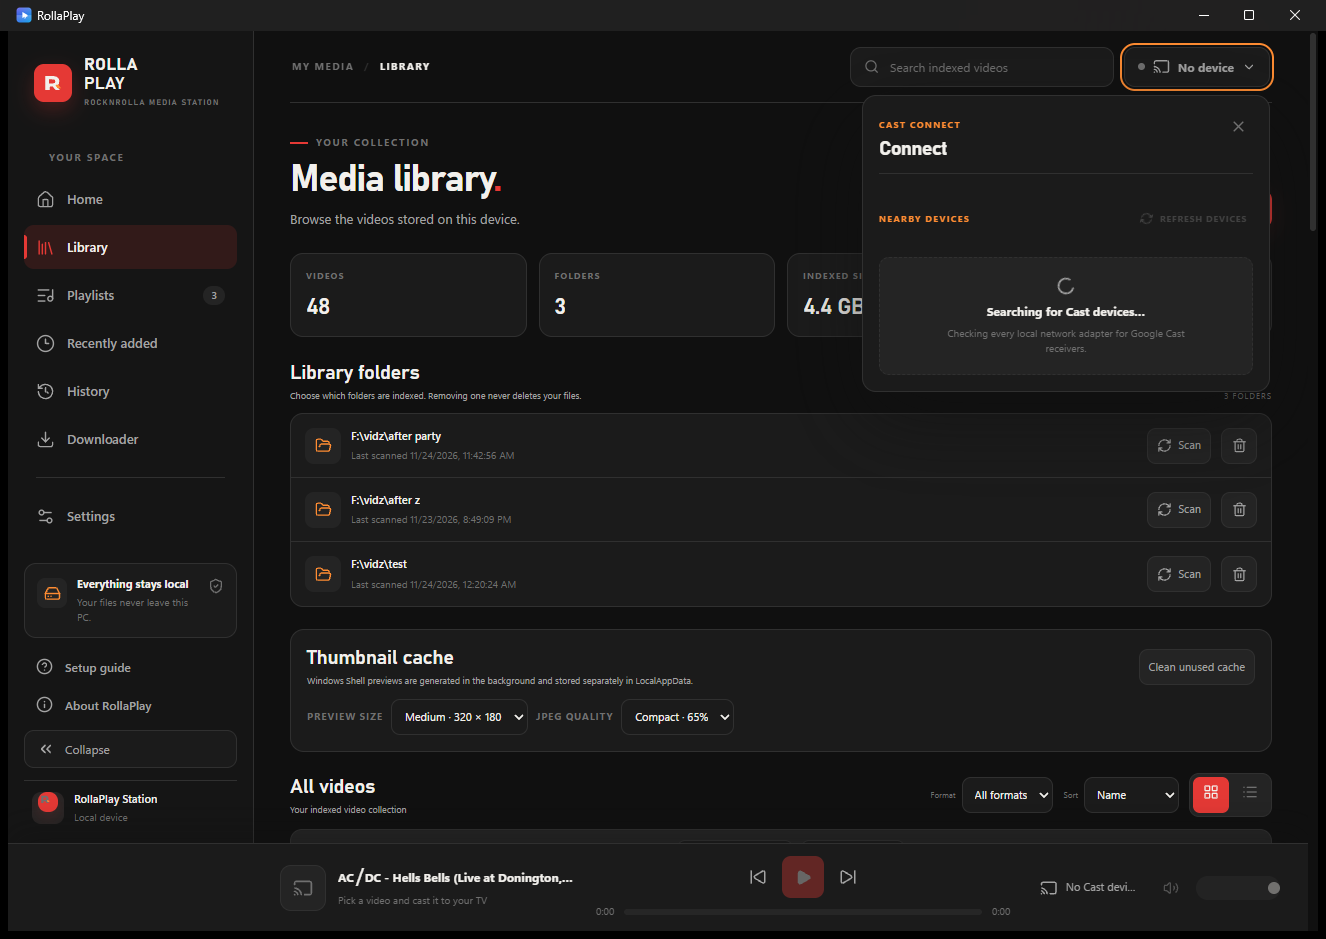 RollaPlay
ROLLA
PLAY
ROCKNROLLA MEDIA STATION
YOUR SPACE
Home
Library
Playlists
3
Recently added
History
Downloader
Settings
Everything stays local
Your files never leave this
PC.
Setup guide
About RollaPlay
Collapse
RollaPlay Station
Local device
MY MEDIA / LIBRARY
Search indexed videos
No device
CAST CONNECT
Connect
NEARBY DEVICES
REFRESH DEVICES
Searching for Cast devices...
Checking every local network adapter for Google Cast
receivers.
YOUR COLLECTION
Media library.
Browse the videos stored on this device.
VIDEOS
48
FOLDERS
3
INDEXED SI
4.4 GB
Library folders
Choose which folders are indexed. Removing one never deletes your files.
3 FOLDERS
F:\vidz\after party
Last scanned 11/24/2026, 11:42:56 AM
Scan
F:\vidz\after z
Last scanned 11/23/2026, 8:49:09 PM
Scan
F:\vidz\test
Last scanned 11/24/2026, 12:20:24 AM
Scan
Thumbnail cache
Windows Shell previews are generated in the background and stored separately in LocalAppData.
Clean unused cache
PREVIEW SIZE
Medium · 320 × 180
JPEG QUALITY
Compact · 65%
All videos
Your indexed video collection
Format
All formats
Sort
Name
AC/DC - Hells Bells (Live at Donington,...
Pick a video and cast it to your TV
0:00
0:00
No Cast devi...